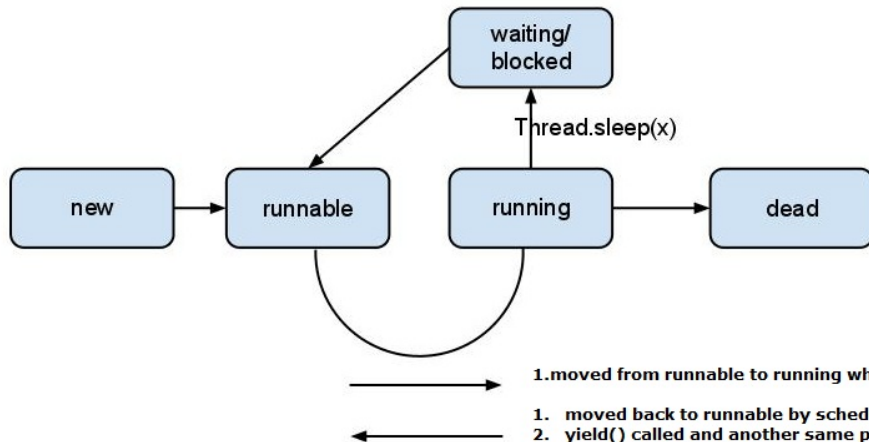 waiting/
blocked
Thread.sleep(x)
new
runnable
running
dead
1.moved from runnable to running wh
1. moved back to runnable by sched
2. yield() called and another same p